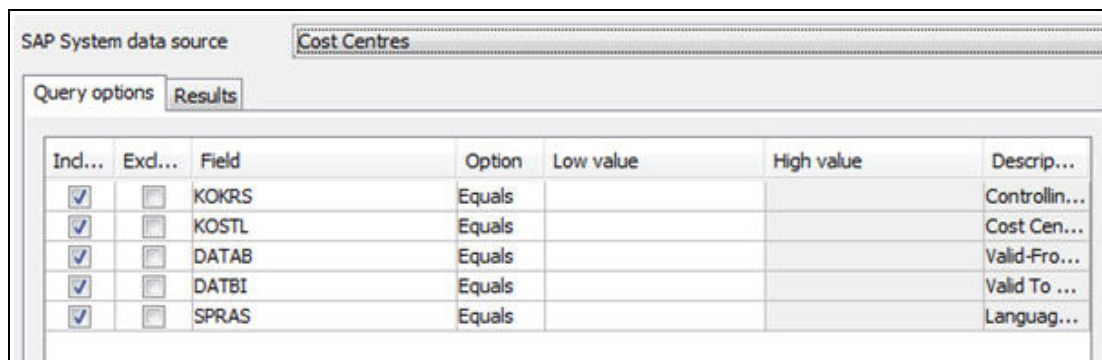 SAP System data source Cost Centres
Query options Results
Incl... Excl... Field Option Low value High value Descrip...
KOKRS Equals Controllin...
KOSTL Equals Cost Cen...
DATAB Equals Valid-Fro...
DATBI Equals Valid To ...
SPRAS Equals Languag...